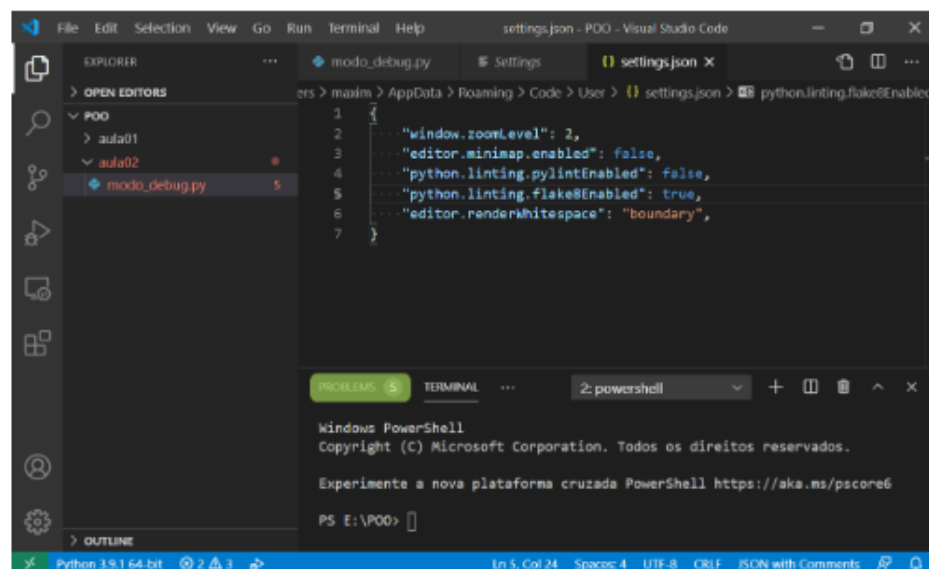 File Edit Selection View Go Run Terminal Help settings.json - POO - Visual Studio Code
EXPLORER ...
modo_debug.py Settings {} settings.json
> OPEN EDITORS
ers > maxim > AppData > Roaming > Code > User > {} settings.json > python.linting.flake8Enabled
POO
> aula01
aula02
modo_debug.py 5
1 {
2 "window.zoomLevel": 2,
3 "editor.minimap.enabled": false,
4 "python.linting.pylintEnabled": false,
5 "python.linting.flake8Enabled": true,
6 "editor.renderWhitespace": "boundary",
7 }
PROBLEMS 5 TERMINAL ... 2: powershell
Windows PowerShell
Copyright (C) Microsoft Corporation. Todos os direitos reservados.
Experimente a nova plataforma cruzada PowerShell https://aka.ms/pscore6
PS E:\POO>
> OUTLINE
Python 3.9.1 64-bit 2 3 Ln 5, Col 24 Spaces: 4 UTF-8 CRLF JSON with Comments